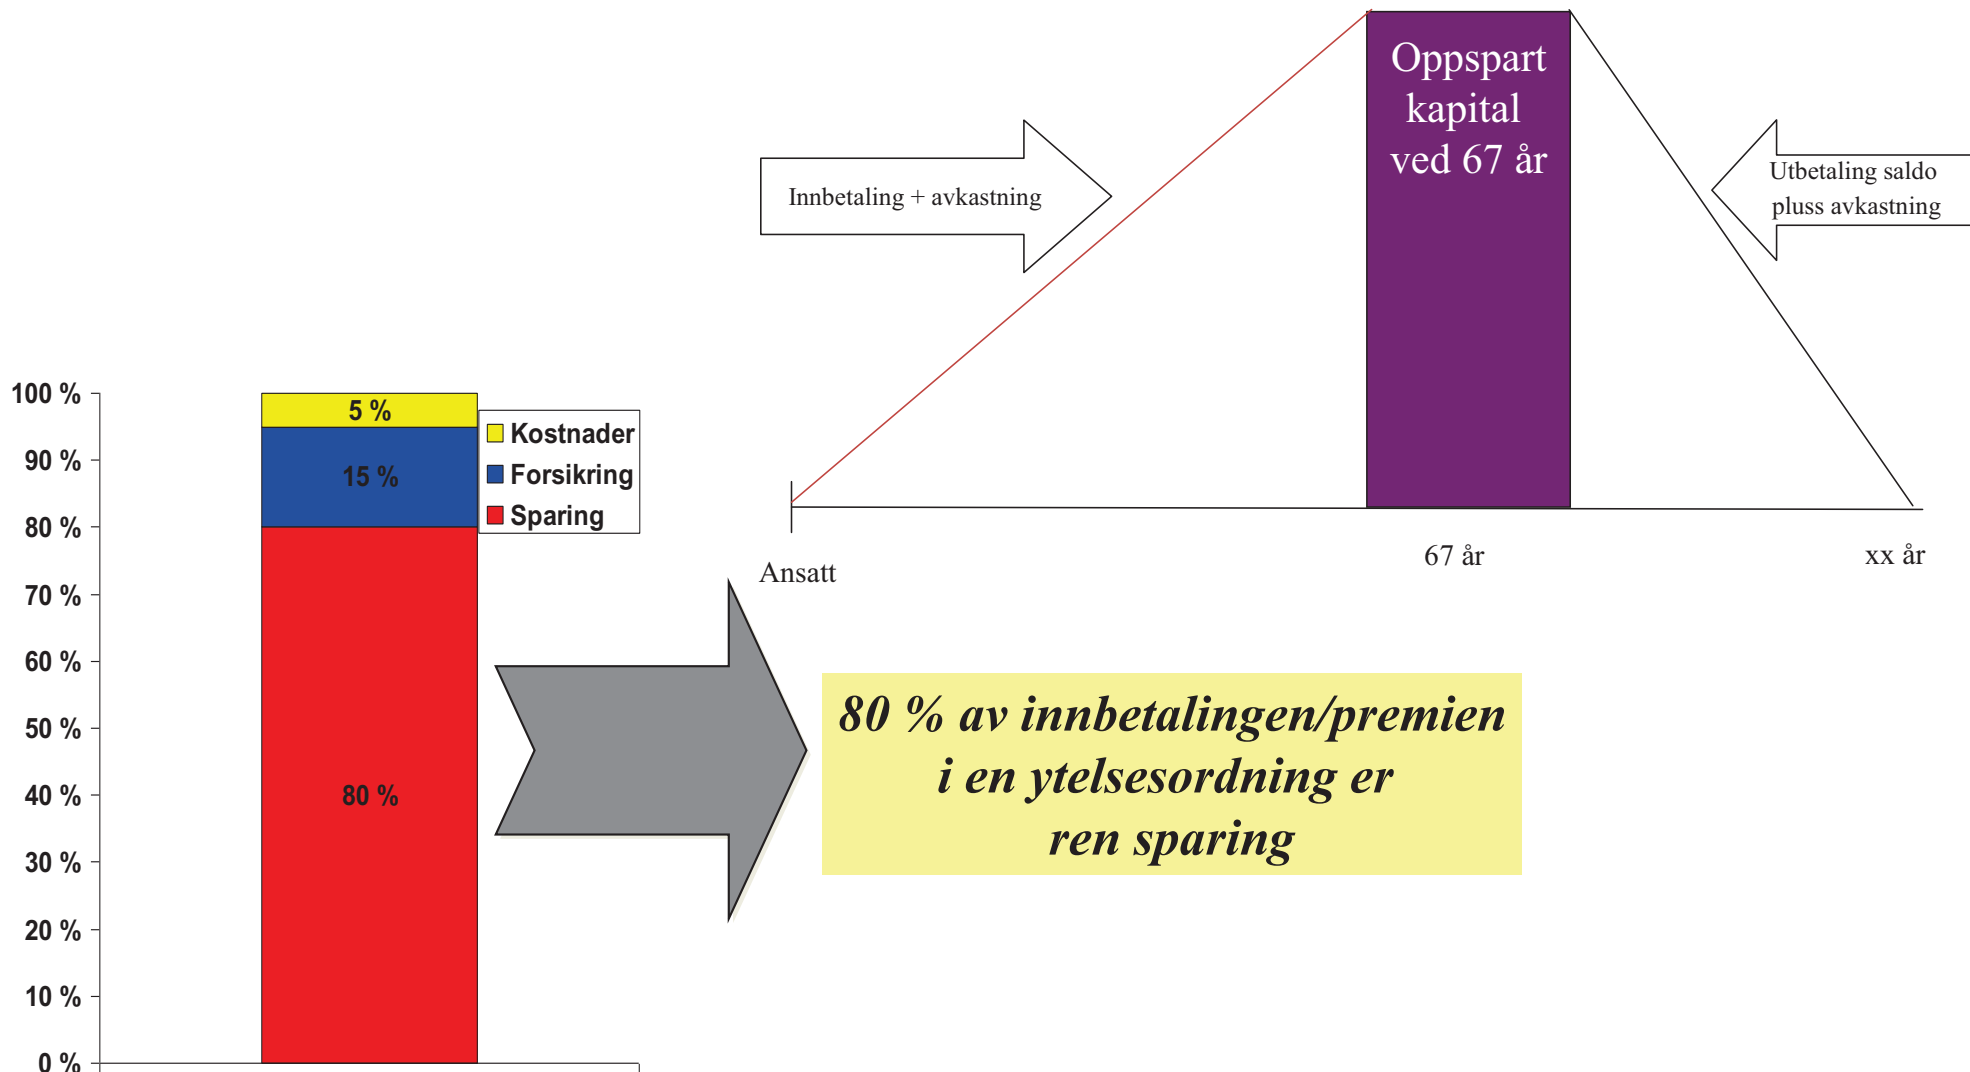 Oppspart
kapital
ved 67 år
Innbetaling + avkastning
Utbetaling saldo
pluss avkastning
Ansatt
67 år
xx år
100 %
90 %
80 %
70 %
60 %
50 %
40 %
30 %
20 %
10 %
0 %
5 %
15 %
80 %
Kostnader
Forsikring
Sparing
80 % av innbetalingen/premien
i en ytelsesordning er
ren sparing